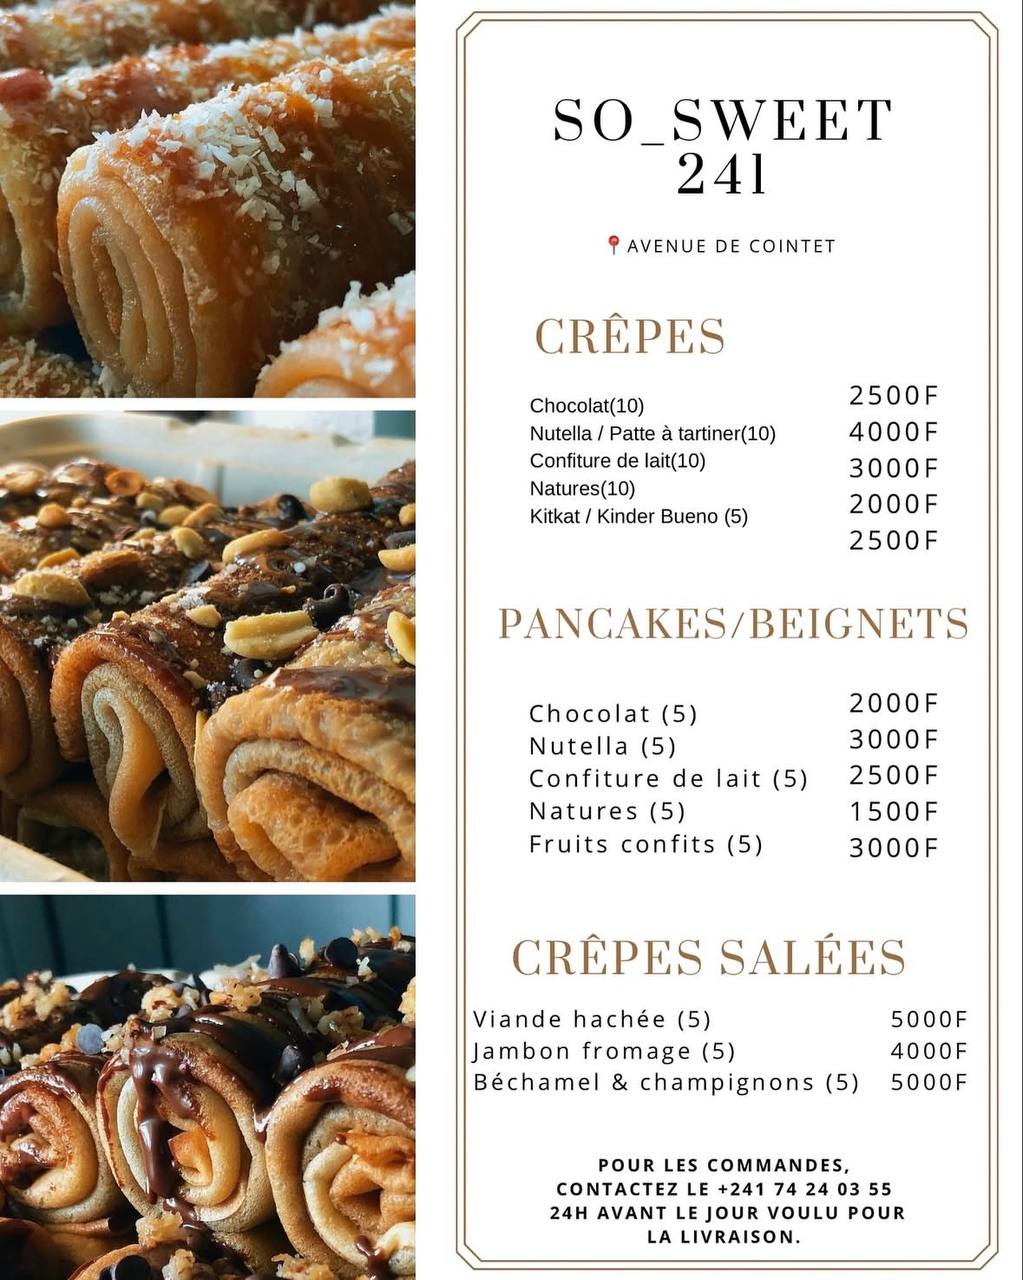 SO_SWEET
241
📍AVENUE DE COINTET
CRÊPES
Chocolat(10) 2500F
Nutella / Patte à tartiner(10) 4000F
Confiture de lait(10) 3000F
Natures(10) 2000F
Kitkat / Kinder Bueno (5) 2500F
PANCAKES/BEIGNETS
Chocolat (5) 2000F
Nutella (5) 3000F
Confiture de lait (5) 2500F
Natures (5) 1500F
Fruits confits (5) 3000F
CRÊPES SALÉES
Viande hachée (5) 5000F
Jambon fromage (5) 4000F
Béchamel & champignons (5) 5000F
POUR LES COMMANDES,
CONTACTEZ LE +241 74 24 03 55
24H AVANT LE JOUR VOULU POUR
LA LIVRAISON.